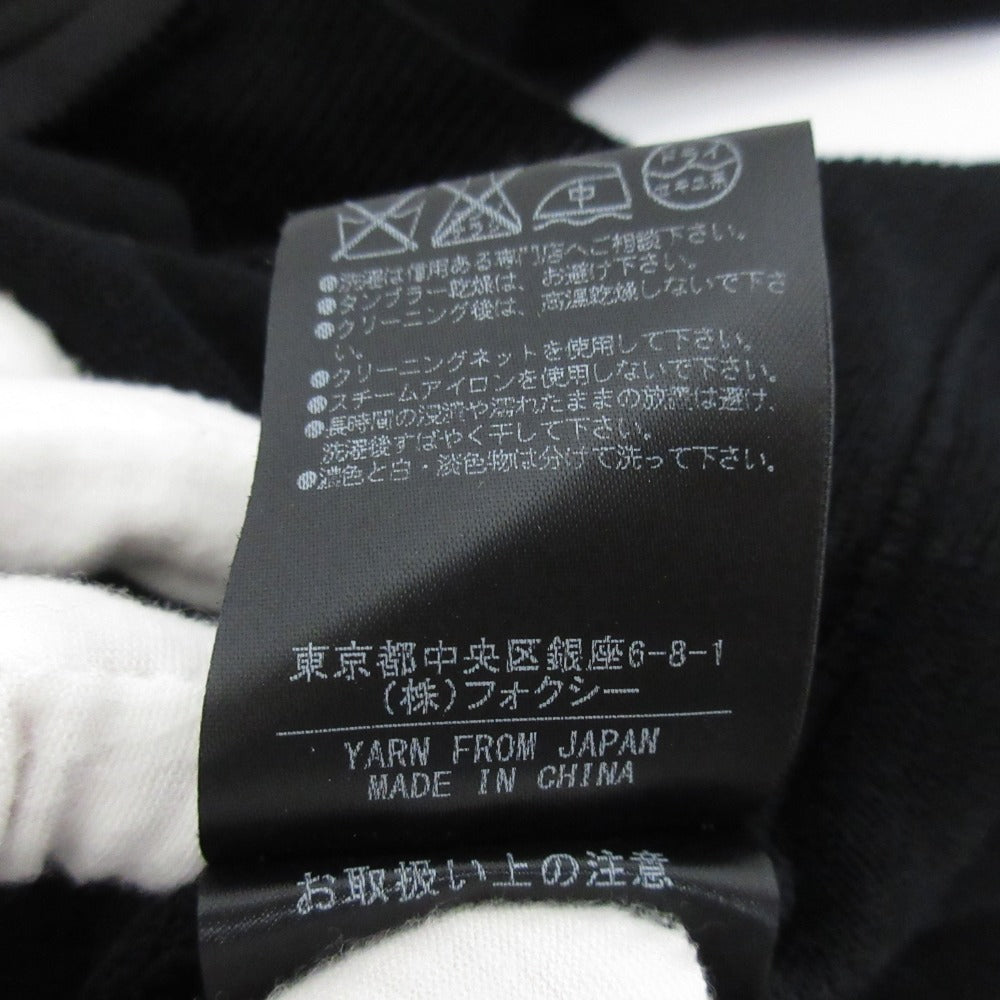 中
ドライ
セキユ系
●洗濯は信用ある専門店へご相談下さい。
●タンブラー乾燥は、お避け下さい。
●クリーニング後は、高温乾燥しないで下さ
い。
●クリーニングネットを使用して下さい。
●スチームアイロンを使用しないで下さい。
●長時間の浸漬や濡れたままの放置は避け、
洗濯後すばやく干して下さい。
●濃色と白・淡色物は分けて洗って下さい。
東京都中央区銀座6-8-1
(株)フォクシー
YARN FROM JAPAN
MADE IN CHINA
お取扱い上の注意